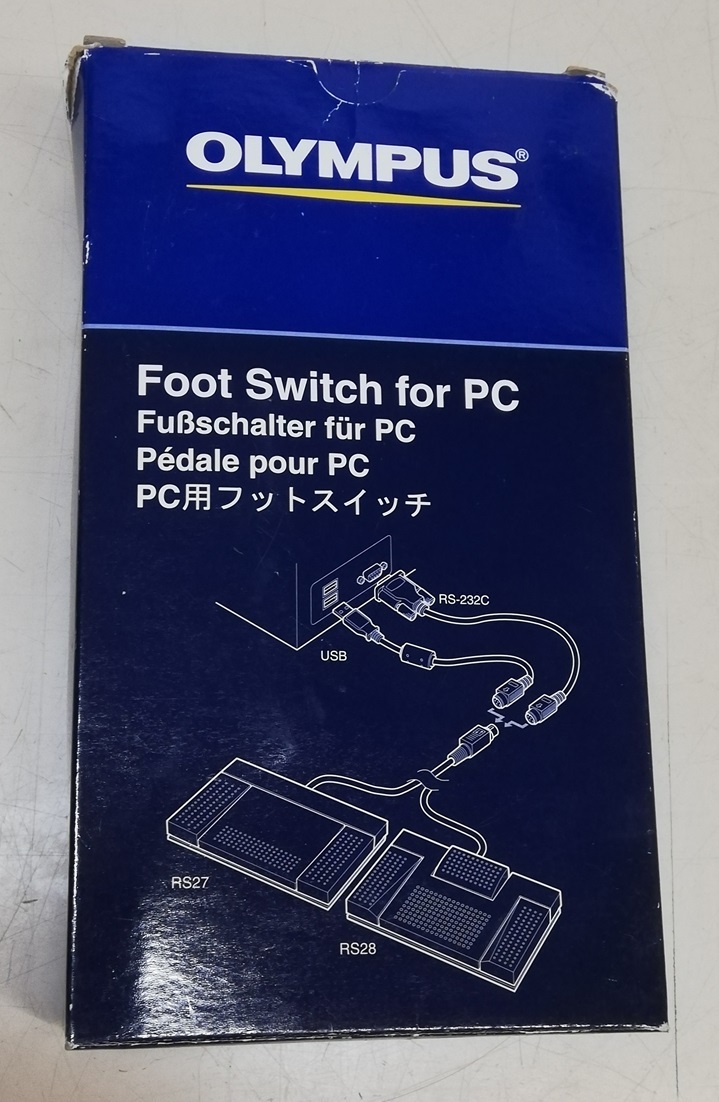 OLYMPUS®
Foot Switch for PC
Fußschalter für PC
Pédale pour PC
PC用フットスイッチ
RS-232C
USB
RS27
RS28